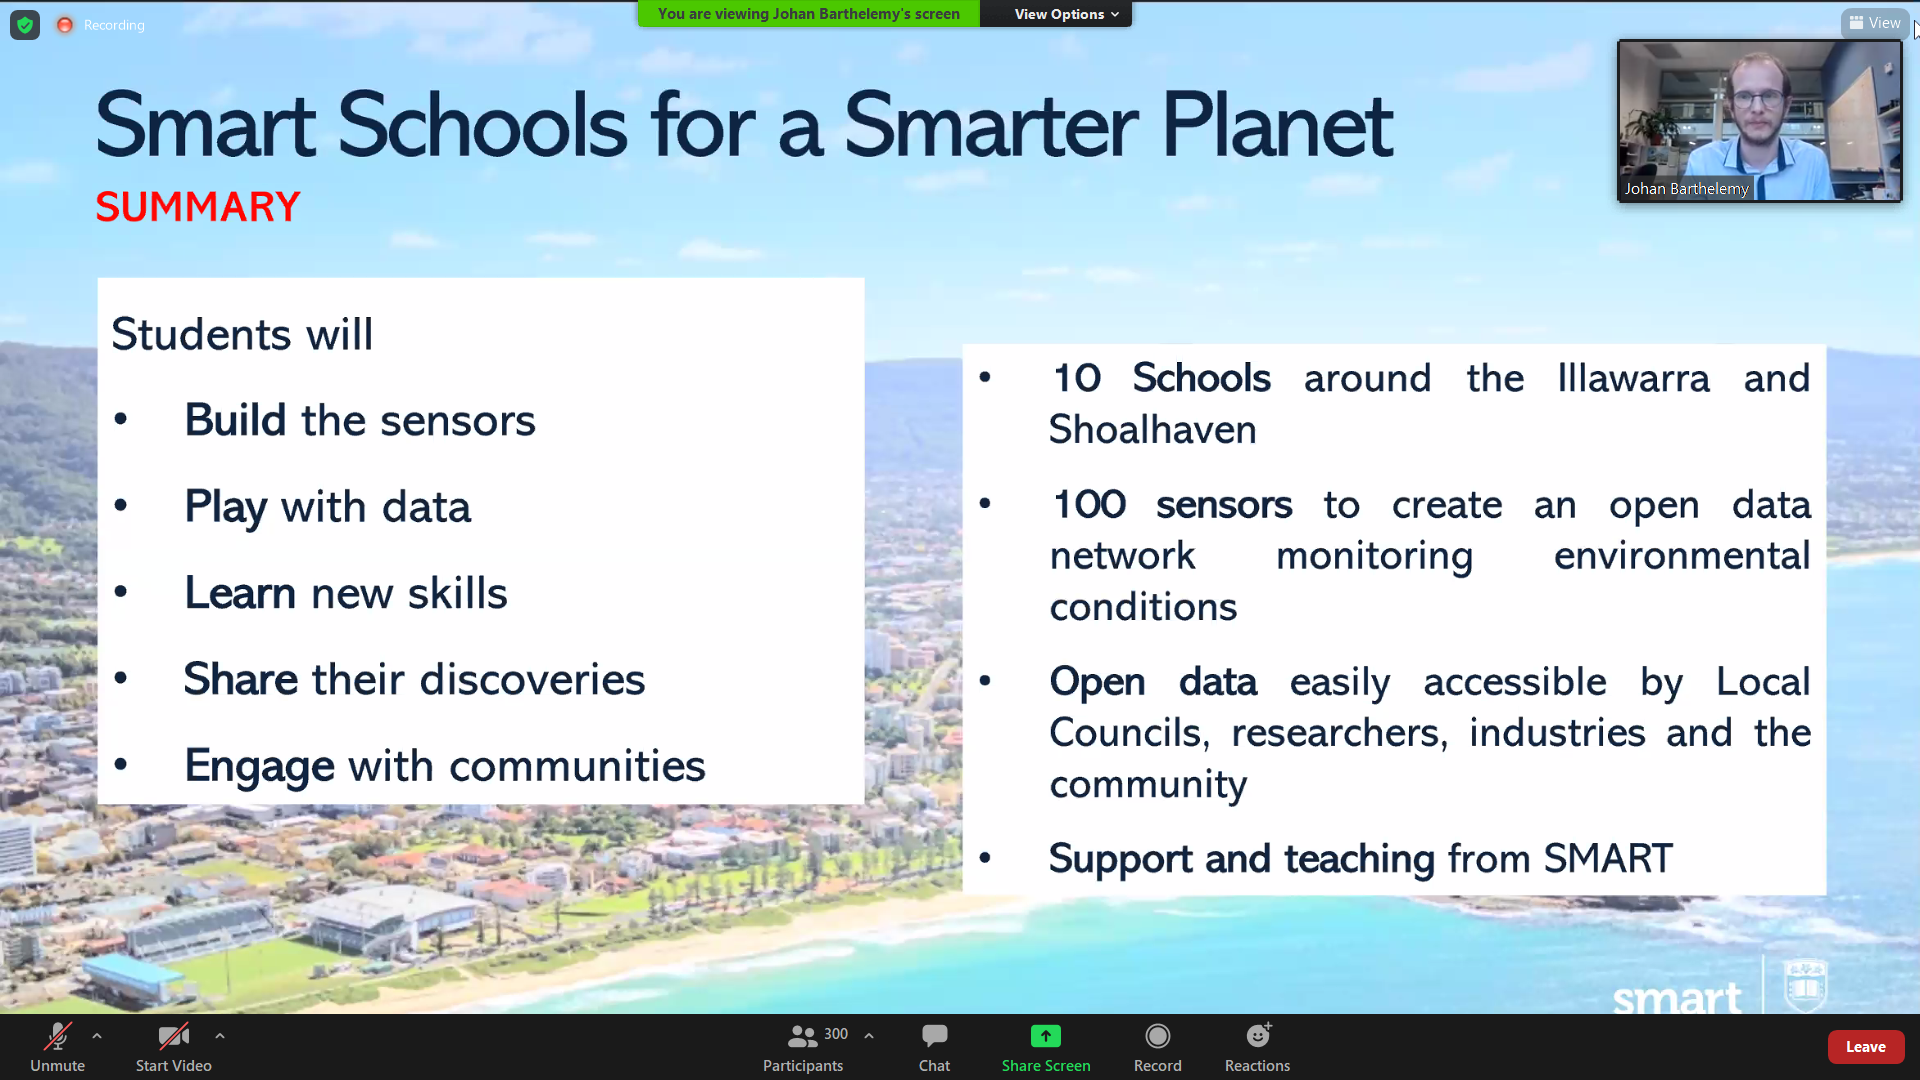 Recording
You are viewing Johan Barthelemy's screen
View Options
View
Smart Schools for a Smarter Planet
SUMMARY
Johan Barthelemy
Students will
• Build the sensors
• Play with data
• Learn new skills
• Share their discoveries
• Engage with communities
• 10 Schools around the Illawarra and
Shoalhaven
• 100 sensors to create an open data
network monitoring environmental
conditions
• Open data easily accessible by Local
Councils, researchers, industries and the
community
• Support and teaching from SMART
smart
Unmute
Start Video
Participants
300
Chat
Share Screen
Record
Reactions
Leave